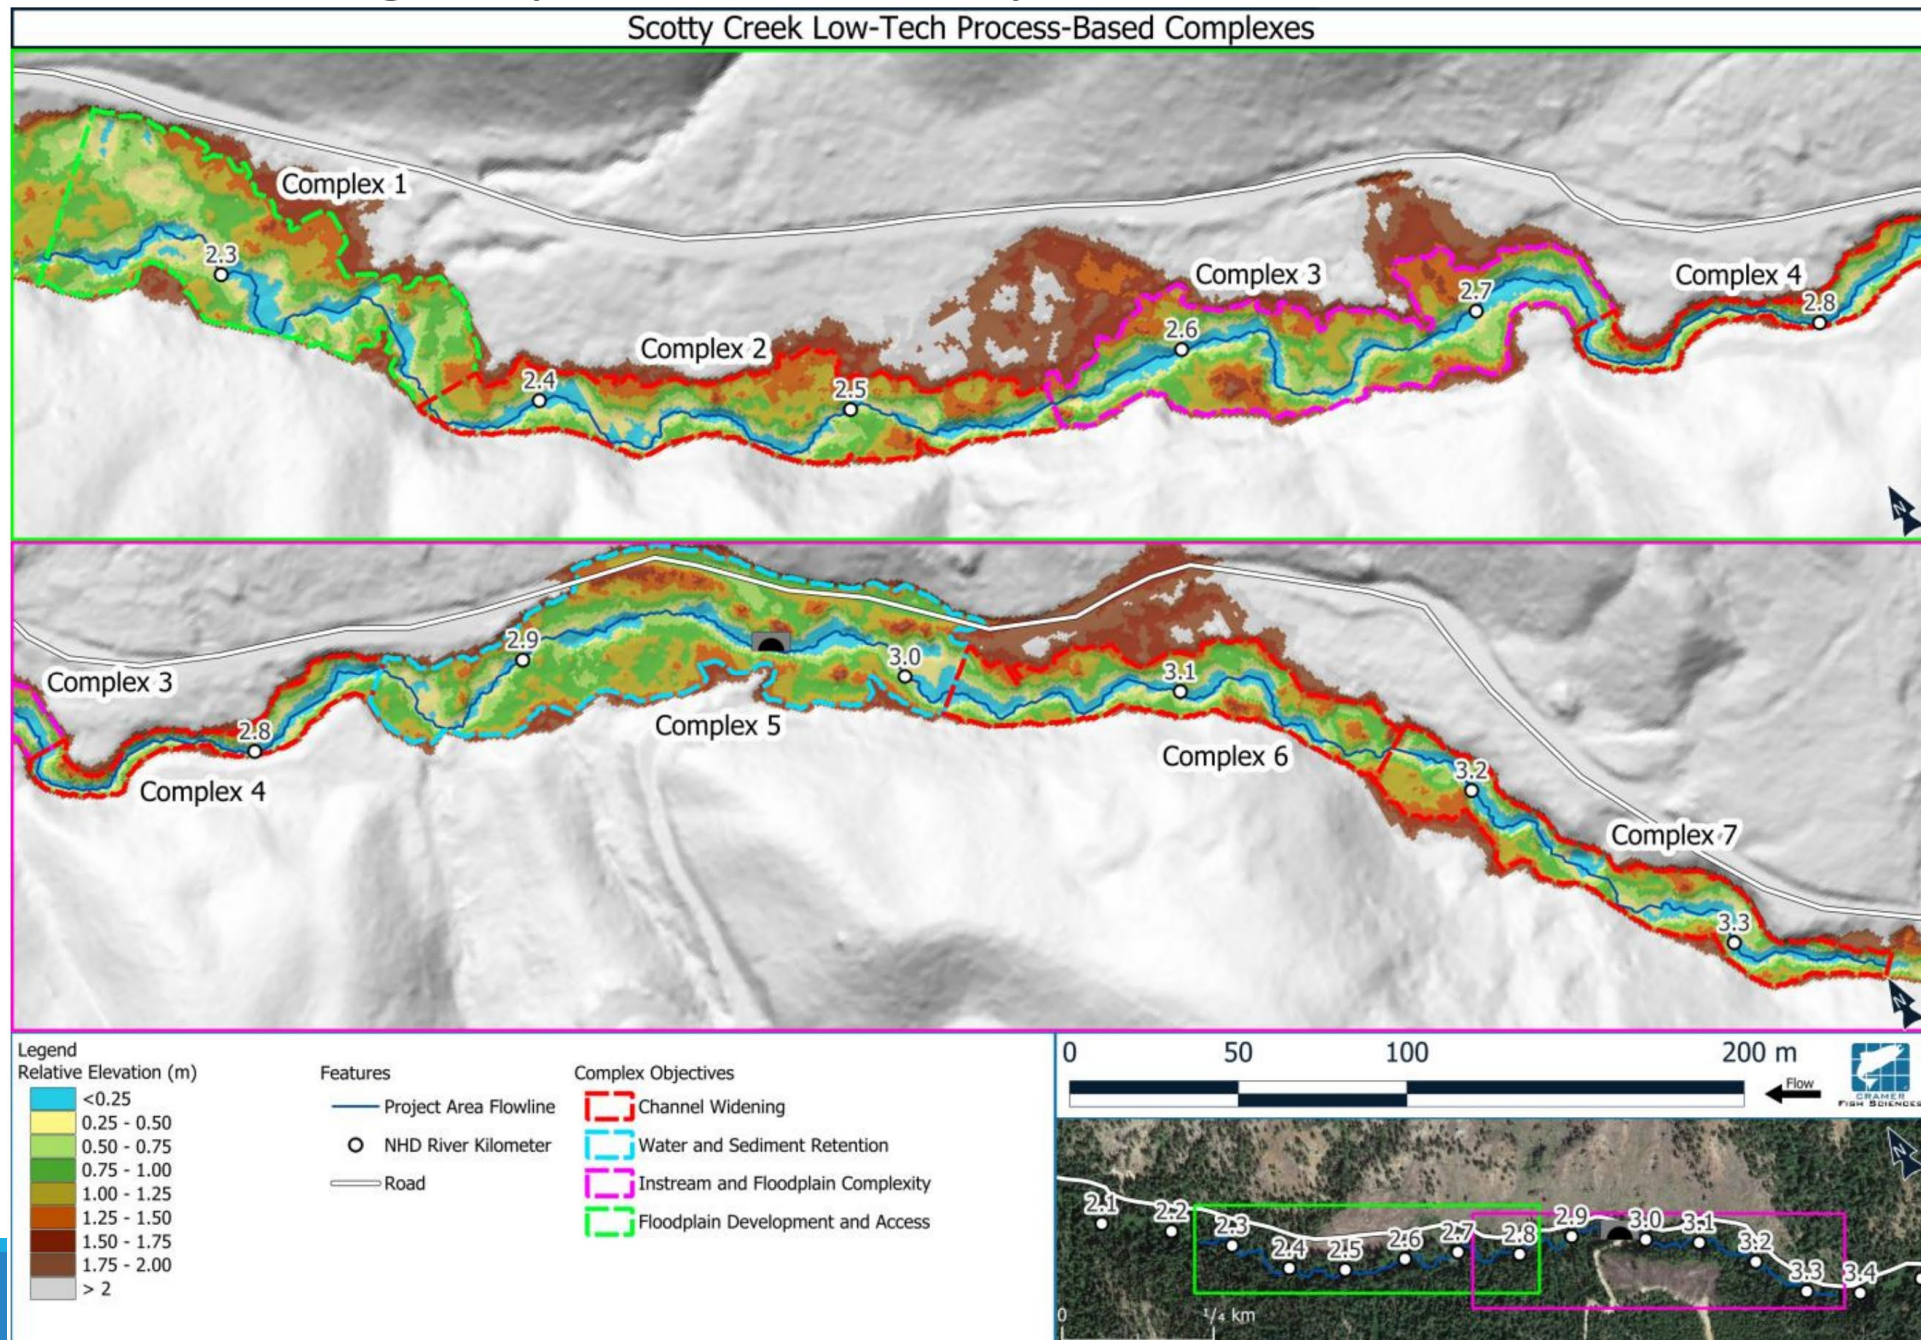 Scotty Creek Low-Tech Process-Based Complexes
Complex 1
2.3
Complex 2
2.4
2.5
Complex 3
2.6
2.7
Complex 4
2.8
N
Complex 3
Complex 4
2.8
2.9
Complex 5
3.0
3.1
Complex 6
3.2
Complex 7
3.3
N
Legend
Relative Elevation (m)
<0.25
0.25 - 0.50
0.50 - 0.75
0.75 - 1.00
1.00 - 1.25
1.25 - 1.50
1.50 - 1.75
1.75 - 2.00
> 2
Features
Project Area Flowline
NHD River Kilometer
Road
Complex Objectives
Channel Widening
Water and Sediment Retention
Instream and Floodplain Complexity
Floodplain Development and Access
0 50 100 200 m
Flow
CRAMER
FISH SCIENCES
N
2.1 2.2 2.3 2.4 2.5 2.6 2.7 2.8 2.9 3.0 3.1 3.2 3.3 3.4
0 1/4 km